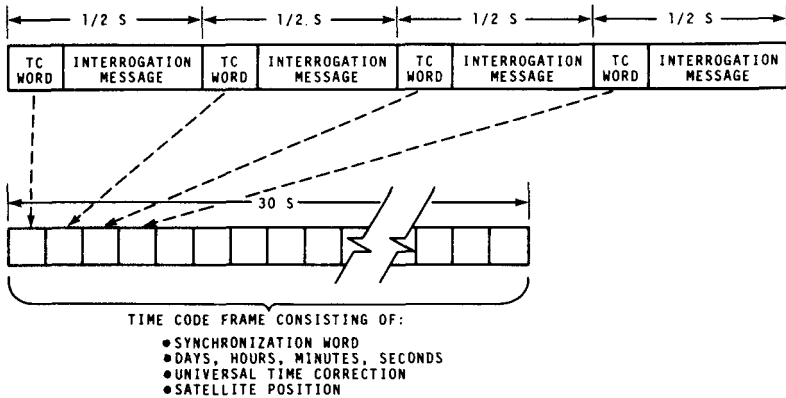 1/2 S 1/2 S 1/2 S 1/2 S
TC WORD INTERROGATION MESSAGE TC WORD INTERROGATION MESSAGE TC WORD INTERROGATION MESSAGE TC WORD INTERROGATION MESSAGE
30 S
TIME CODE FRAME CONSISTING OF:
●SYNCHRONIZATION WORD
●DAYS, HOURS, MINUTES, SECONDS
●UNIVERSAL TIME CORRECTION
●SATELLITE POSITION